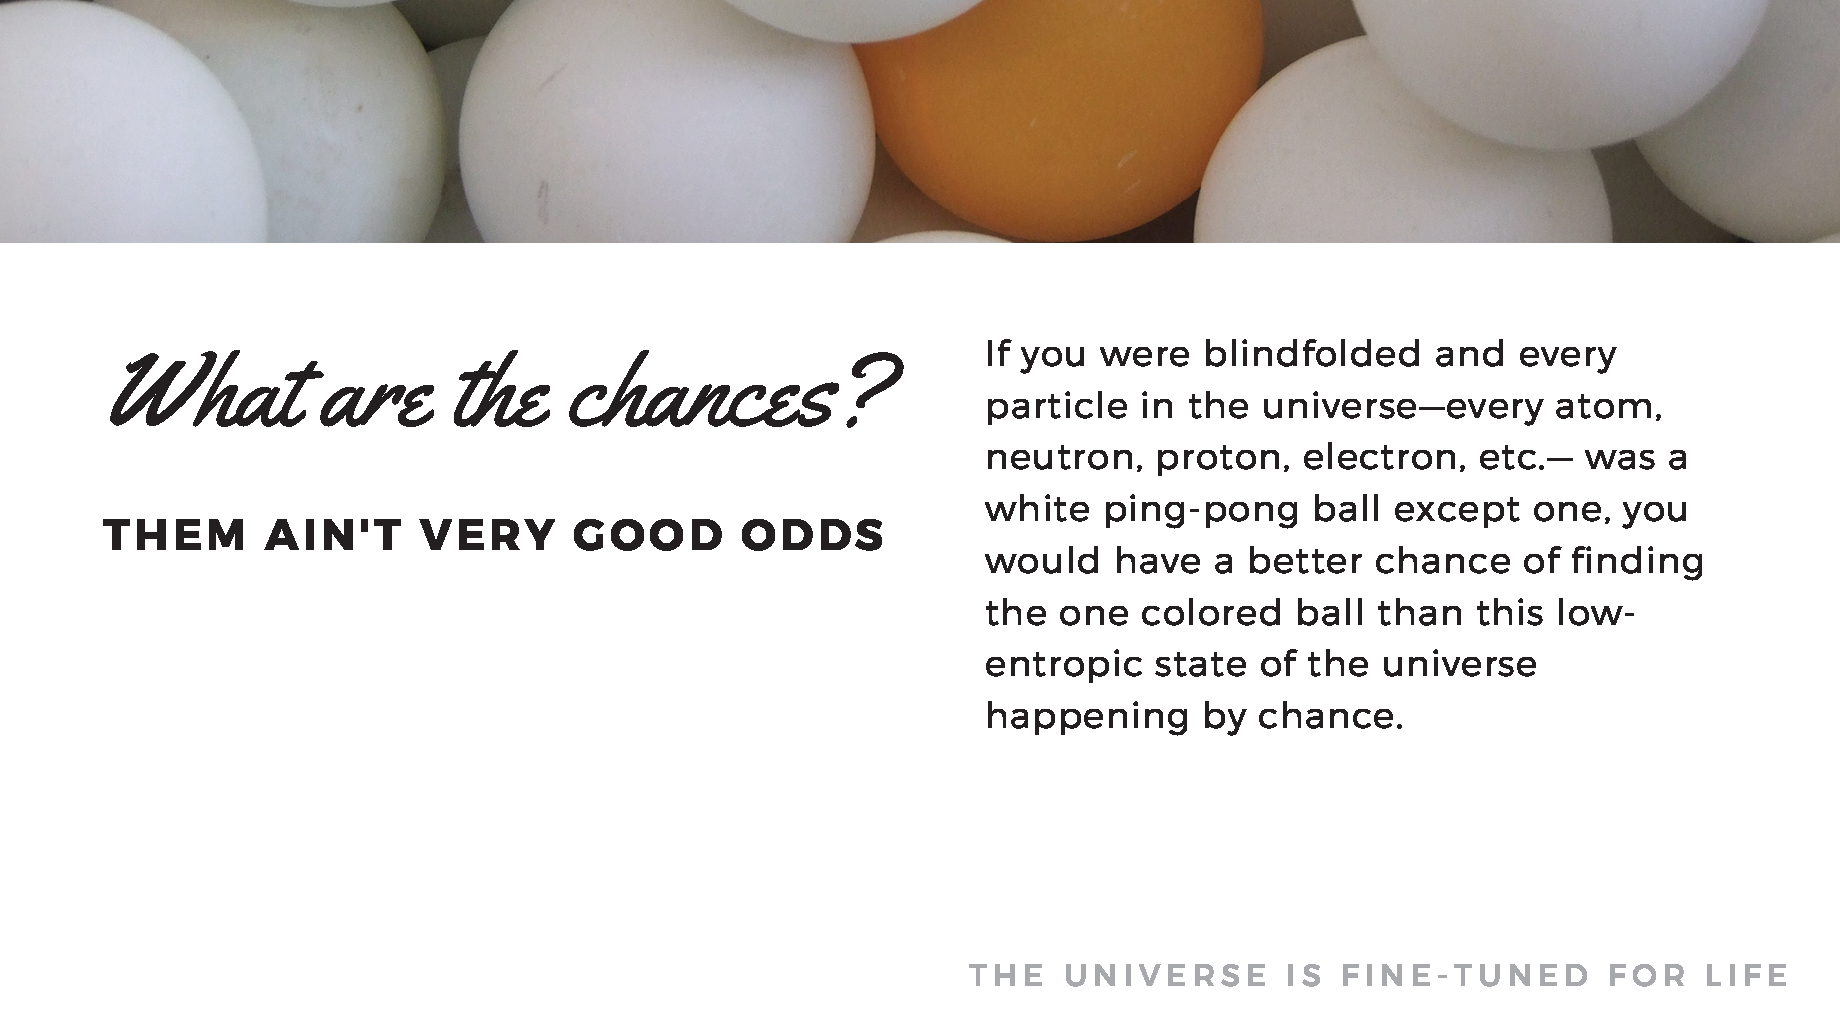 What are the chances?
THEM AIN'T VERY GOOD ODDS
If you were blindfolded and every
particle in the universe—every atom,
neutron, proton, electron, etc.— was a
white ping-pong ball except one, you
would have a better chance of finding
the one colored ball than this low-
entropic state of the universe
happening by chance.
THE UNIVERSE IS FINE-TUNED FOR LIFE